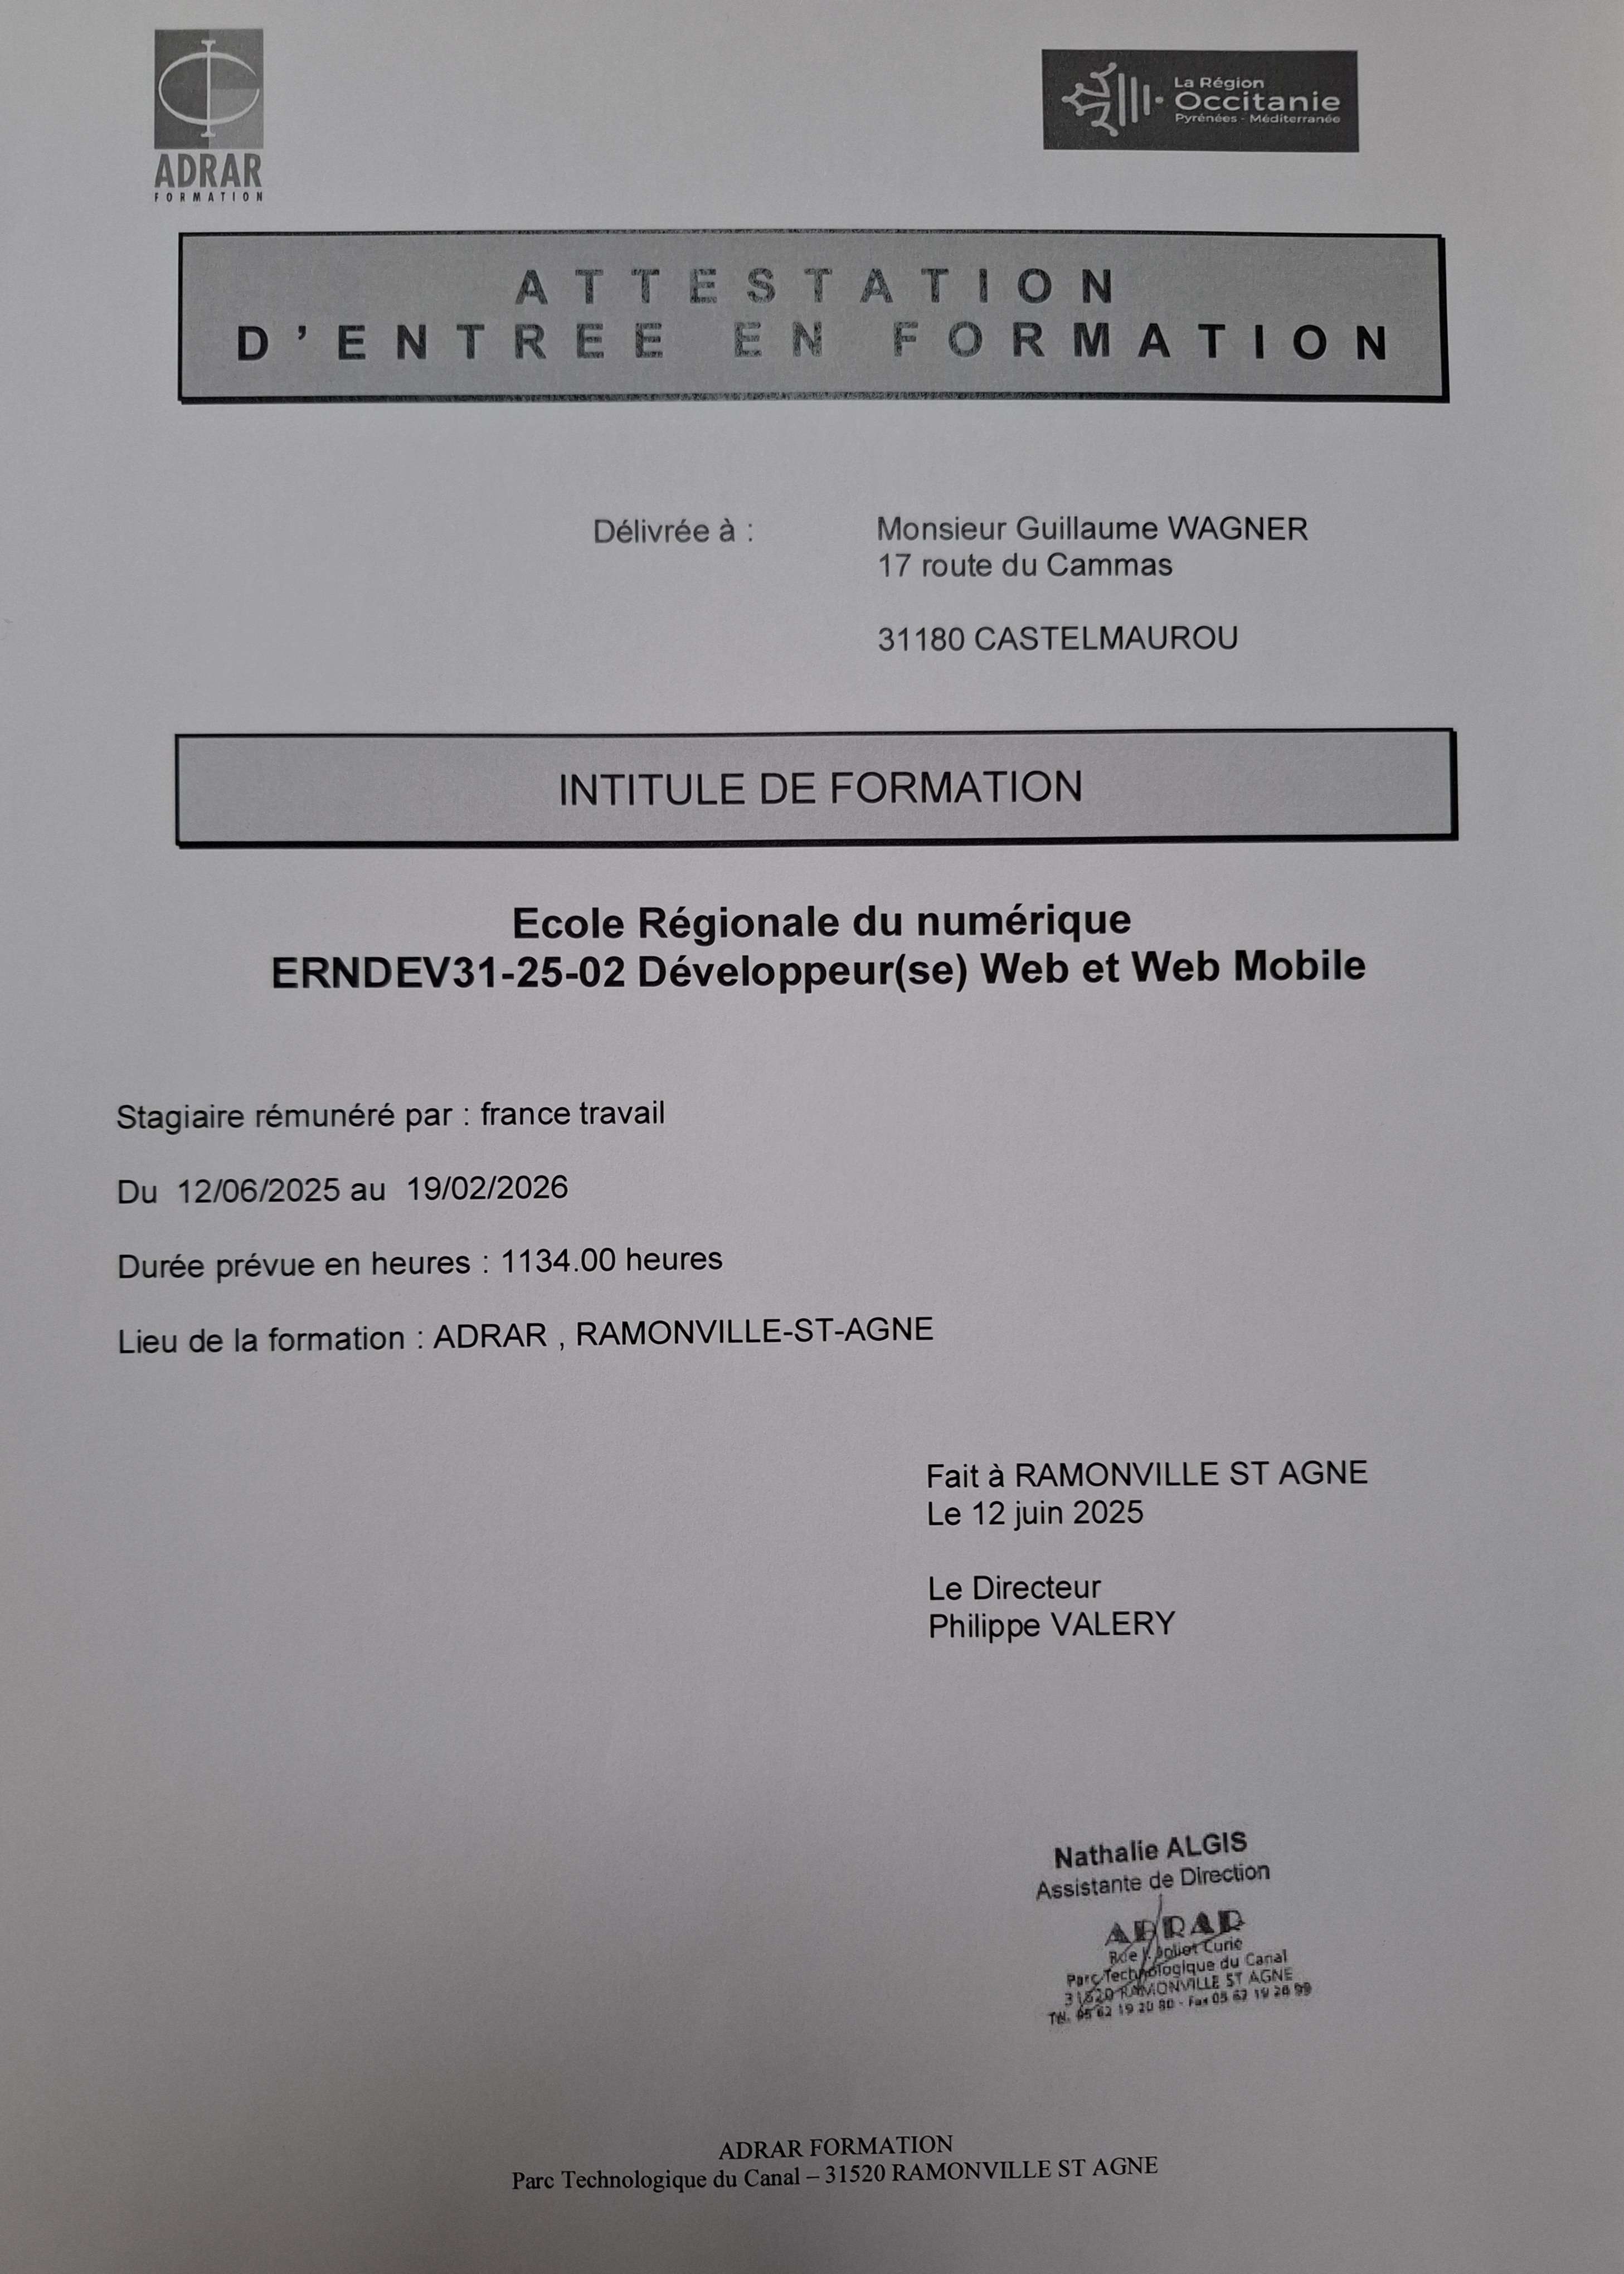 ADRAR
FORMATION
La Région
Occitanie
Pyrénées - Méditerranée
ATTESTATION
D'ENTREE EN FORMATION
Délivrée à : Monsieur Guillaume WAGNER
17 route du Cammas
31180 CASTELMAUROU
INTITULE DE FORMATION
Ecole Régionale du numérique
ERNDEV31-25-02 Développeur(se) Web et Web Mobile
Stagiaire rémunéré par : france travail
Du 12/06/2025 au 19/02/2026
Durée prévue en heures : 1134.00 heures
Lieu de la formation : ADRAR , RAMONVILLE-ST-AGNE
Fait à RAMONVILLE ST AGNE
Le 12 juin 2025
Le Directeur
Philippe VALERY
Nathalie ALGIS
Assistante de Direction
ADRAR
Rue Joliot Curie
Parc Technologique du Canal
31520 RAMONVILLE ST AGNE
Tél. 05 62 19 20 80 - Fax 05 62 19 20 99
ADRAR FORMATION
Parc Technologique du Canal – 31520 RAMONVILLE ST AGNE